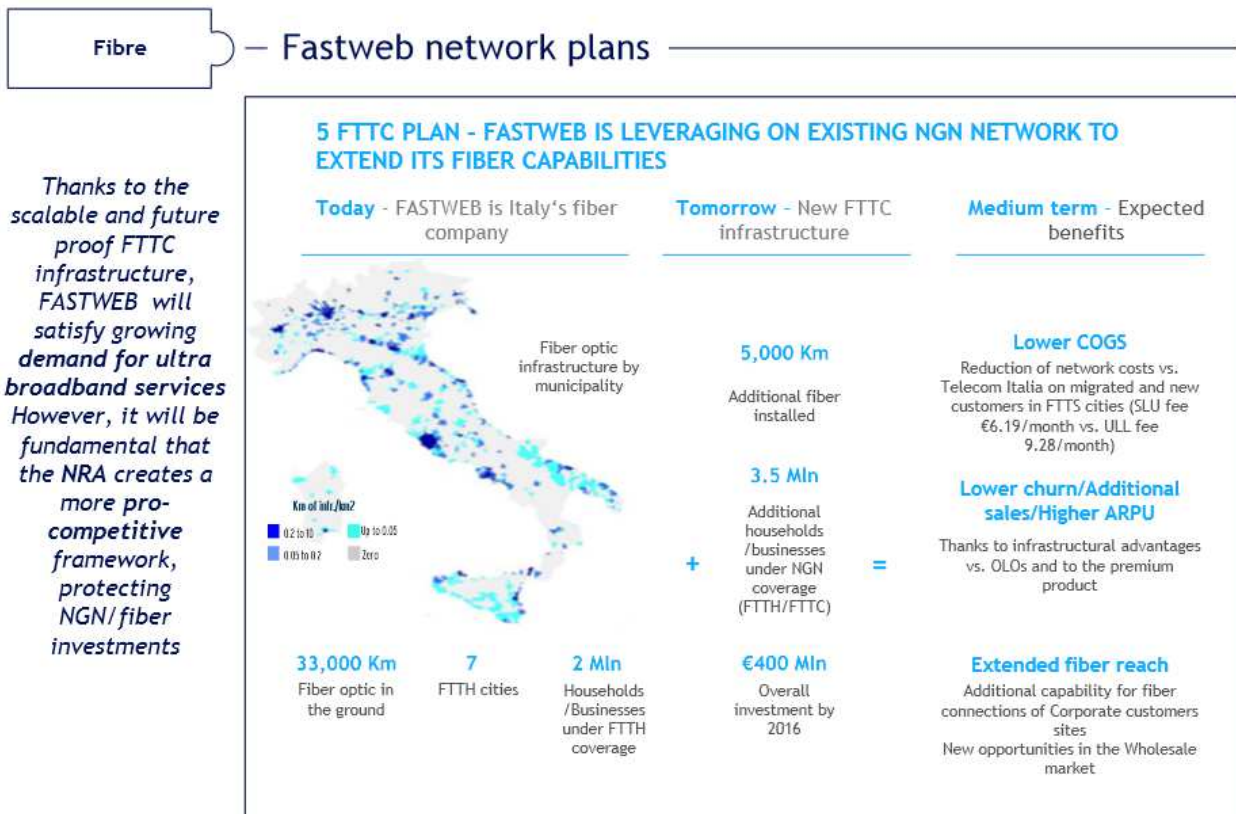 Fibre
Fastweb network plans
Thanks to the
scalable and future
proof FTTC
infrastructure,
FASTWEB will
satisfy growing
demand for ultra
broadband services
However, it will be
fundamental that
the NRA creates a
more pro-
competitive
framework,
protecting
NGN/fiber
investments
5 FTTC PLAN - FASTWEB IS LEVERAGING ON EXISTING NGN NETWORK TO
EXTEND ITS FIBER CAPABILITIES
Today - FASTWEB is Italy's fiber
company
Fiber optic
infrastructure by
municipality
Km of infr./km2
0.2 to 10
Up to 0.05
0.05 to 0.2
Zero
33,000 Km
Fiber optic in
the ground
7
FTTH cities
2 Mln
Households
/Businesses
under FTTH
coverage
+
Tomorrow - New FTTC
infrastructure
5,000 Km
Additional fiber
installed
3.5 Mln
Additional
households
/businesses
under NGN
coverage
(FTTH/FTTC)
€400 Mln
Overall
investment by
2016
=
Medium term - Expected
benefits
Lower COGS
Reduction of network costs vs.
Telecom Italia on migrated and new
customers in FTTS cities (SLU fee
€6.19/month vs. ULL fee
9.28/month)
Lower churn/Additional
sales/Higher ARPU
Thanks to infrastructural advantages
vs. OLOs and to the premium
product
Extended fiber reach
Additional capability for fiber
connections of Corporate customers
sites
New opportunities in the Wholesale
market